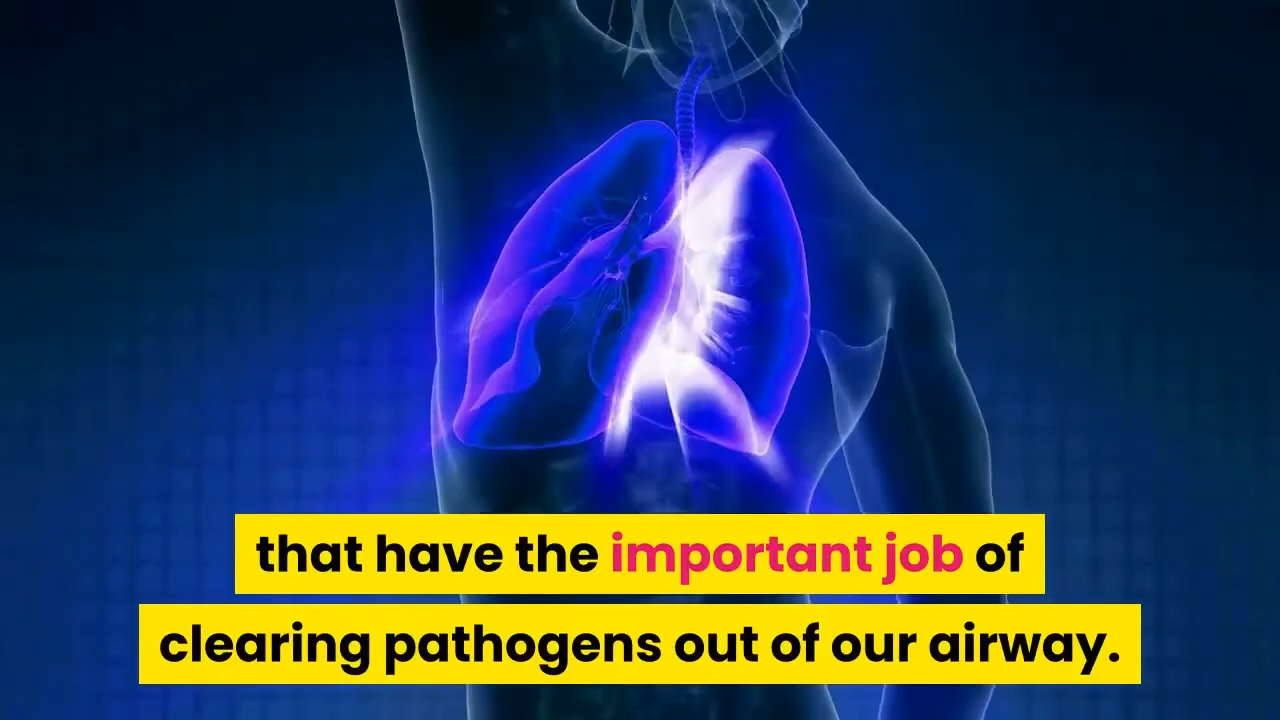 that have the important job of
clearing pathogens out of our airway.